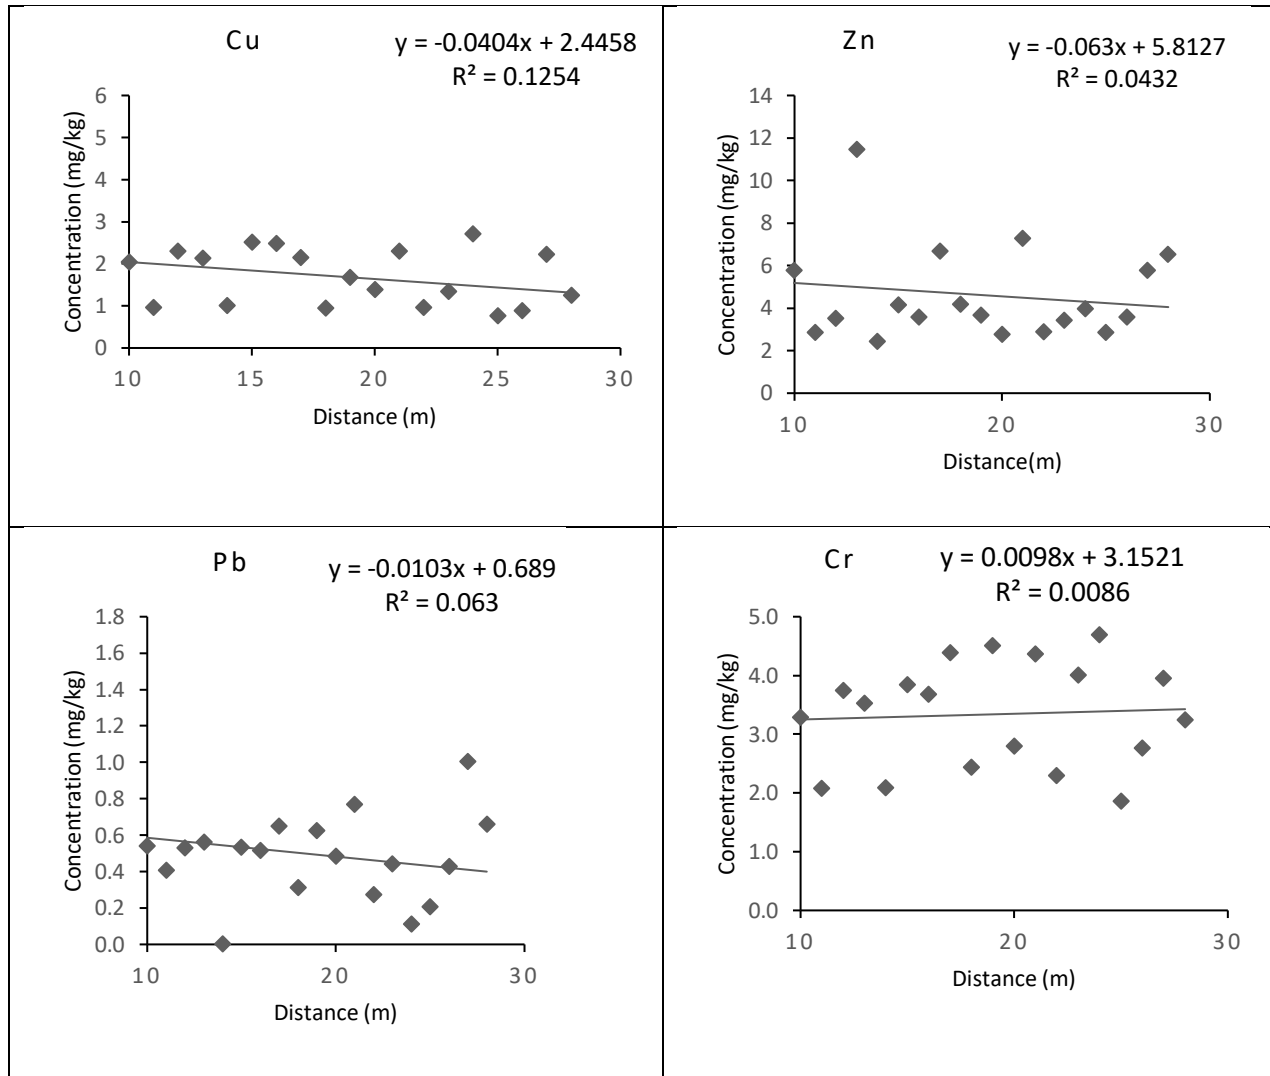 Cu
y = -0.0404x + 2.4458
R² = 0.1254
6
5
4
3
2
1
0
10 15 20 25 30
Concentration (mg/kg)
Distance (m)
Zn
y = -0.063x + 5.8127
R² = 0.0432
14
12
10
8
6
4
2
0
10 20 30
Concentration (mg/kg)
Distance(m)
Pb
y = -0.0103x + 0.689
R² = 0.063
1.8
1.6
1.4
1.2
1.0
0.8
0.6
0.4
0.2
0.0
10 20 30
Concentration (mg/kg)
Distance (m)
Cr
y = 0.0098x + 3.1521
R² = 0.0086
5.0
4.0
3.0
2.0
1.0
0.0
10 20 30
Concentration (mg/kg)
Distance (m)